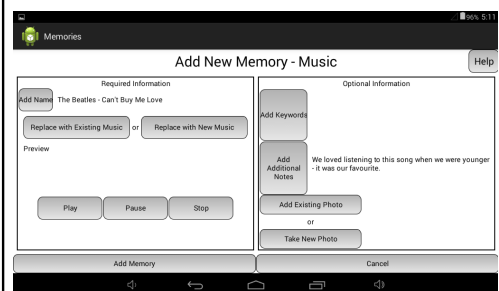 96% 5:11
Memories
Add New Memory - Music
Help
Required Information
Add Name The Beatles - Can't Buy Me Love
Replace with Existing Music or Replace with New Music
Preview
Play Pause Stop
Optional Information
Add Keywords
Add
Additional
Notes
We loved listening to this song when we were younger
- it was our favourite.
Add Existing Photo
or
Take New Photo
Add Memory
Cancel